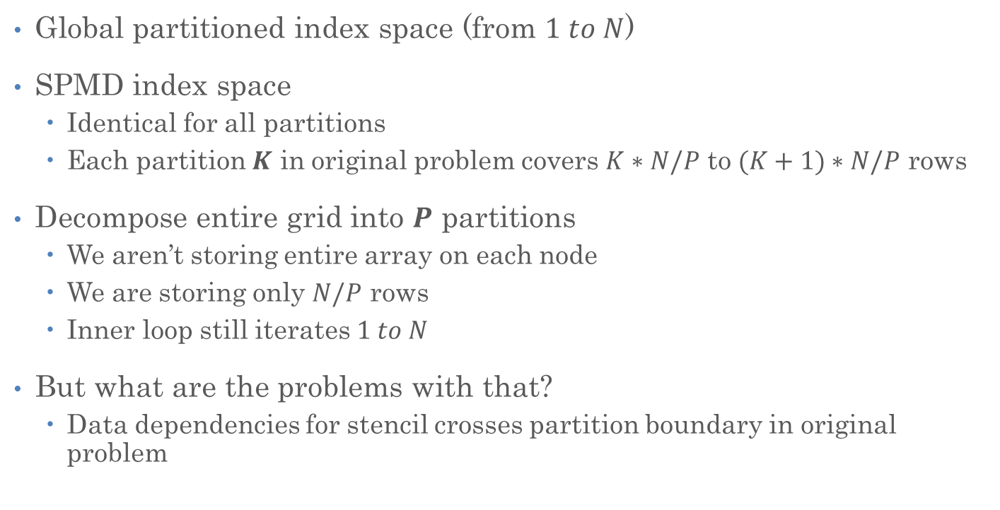 • Global partitioned index space (from 1 to N)
• SPMD index space
• Identical for all partitions
• Each partition K in original problem covers K ∗ N/P to (K + 1) ∗ N/P rows
• Decompose entire grid into P partitions
• We aren’t storing entire array on each node
• We are storing only N/P rows
• Inner loop still iterates 1 to N
• But what are the problems with that?
• Data dependencies for stencil crosses partition boundary in original
problem